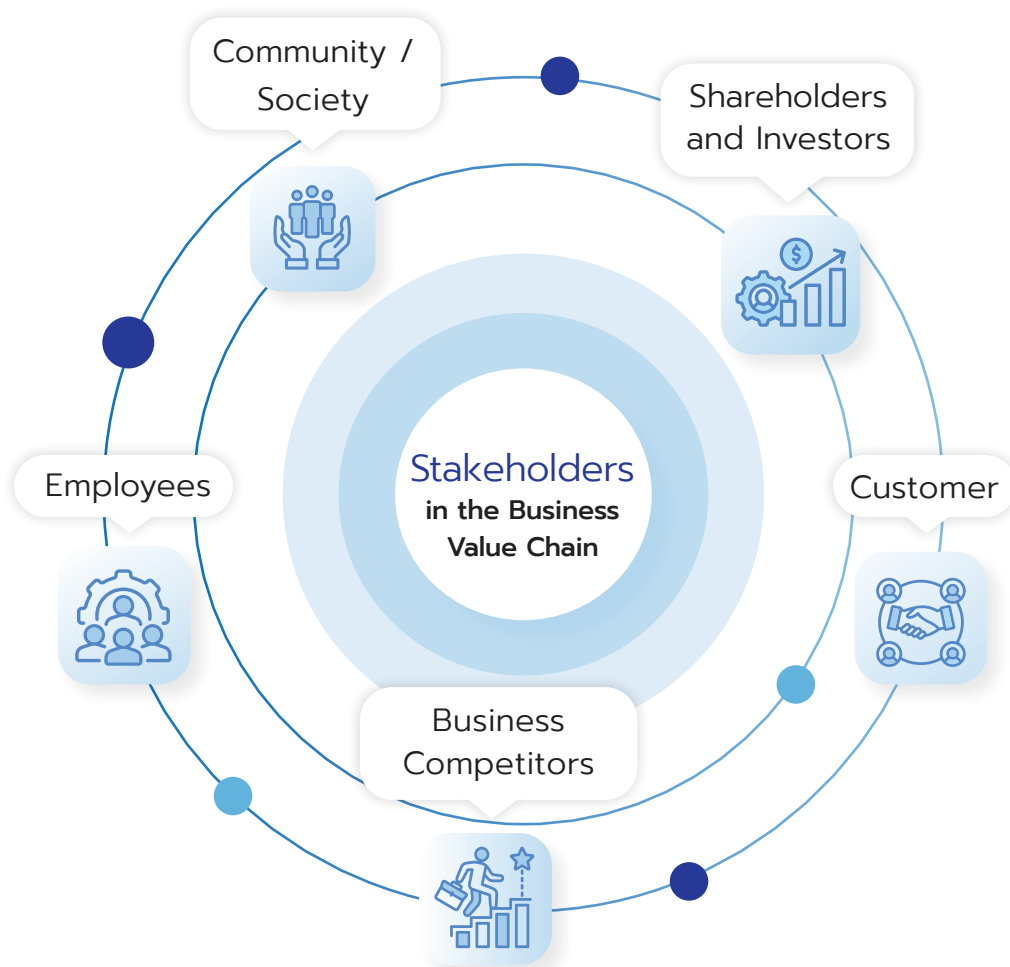 Community /
Society
Shareholders
and Investors
Employees
Stakeholders
in the Business
Value Chain
Customer
Business
Competitors
$